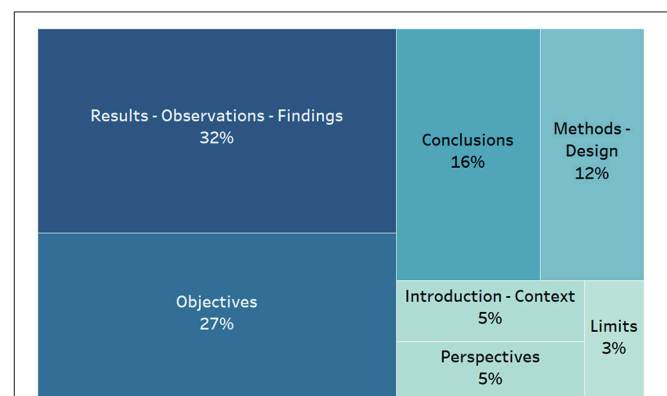 Results - Observations - Findings
32%
Objectives
27%
Conclusions
16%
Methods -
Design
12%
Introduction - Context
5%
Perspectives
5%
Limits
3%